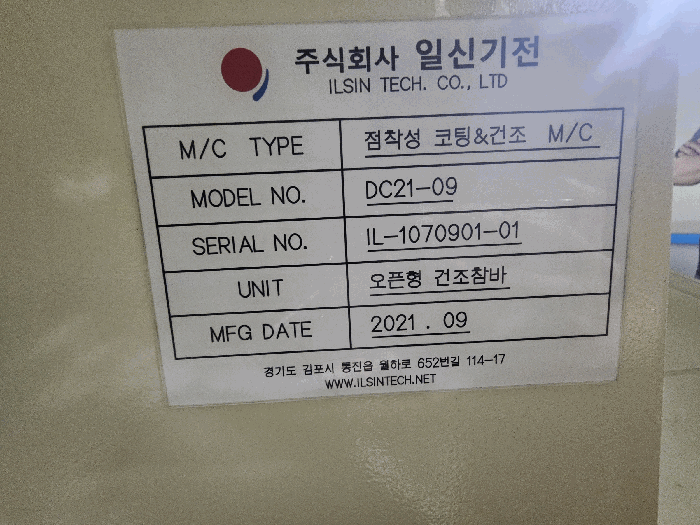 주식회사 일신기전
ILSIN TECH. CO., LTD
M/C TYPE 점착성 코팅&건조 M/C
MODEL NO. DC21-09
SERIAL NO. IL-1070901-01
UNIT 오픈형 건조참바
MFG DATE 2021 . 09
경기도 김포시 통진읍 월하로 652번길 114-17
WWW.ILSINTECH.NET